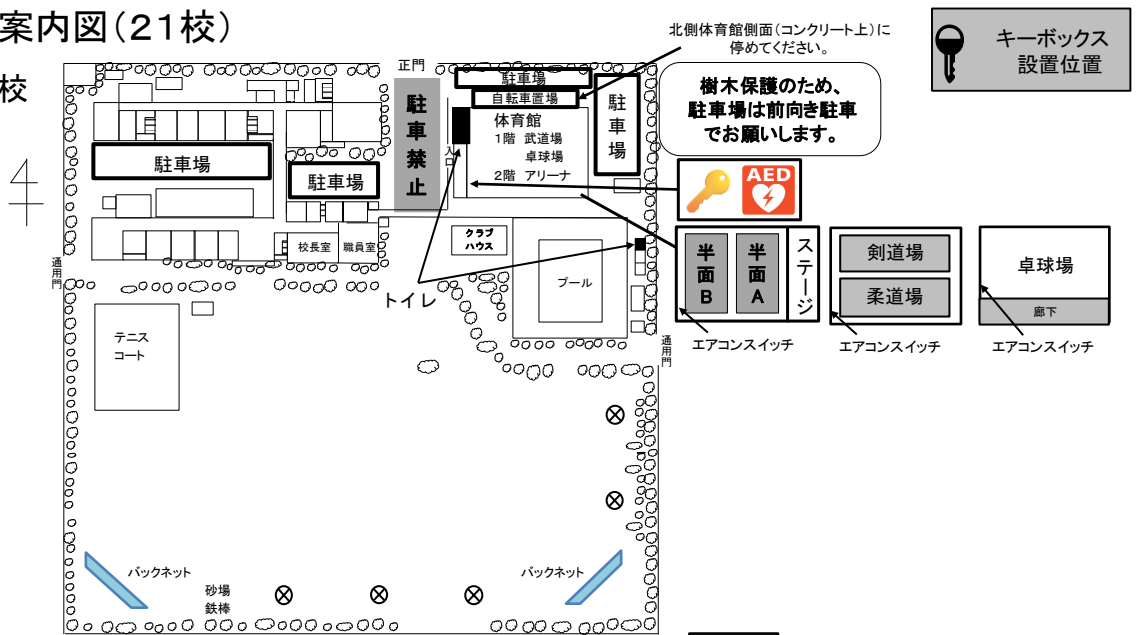 案内図(21校)
校
北側体育館側面(コンクリート上)に
停めてください。
キーボックス
設置位置
正門
駐車場
自転車置場
駐車禁止
入口
体育館
1階 武道場
卓球場
2階 アリーナ
駐車場
樹木保護のため、
駐車場は前向き駐車
でお願いします。
駐車場
駐車場
AED
校長室
職員室
クラブ
ハウス
プール
トイレ
通用門
半面B
半面A
ステージ
剣道場
柔道場
卓球場
廊下
エアコンスイッチ
エアコンスイッチ
エアコンスイッチ
通用門
テニス
コート
バックネット
砂場
鉄棒
バックネット